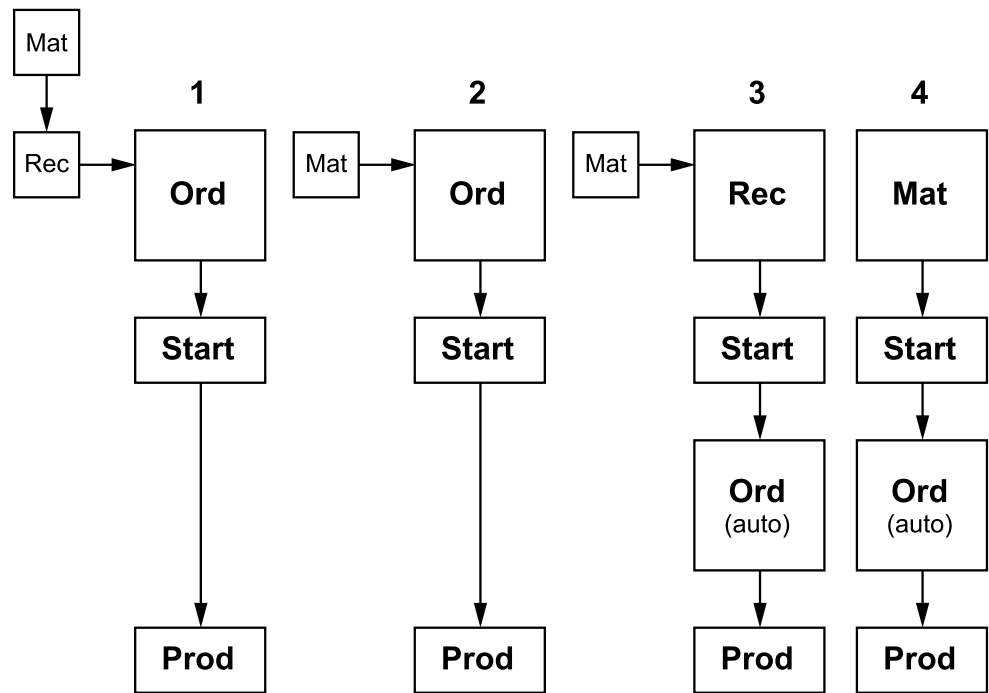 Mat
1
2
3
4
Rec
Ord
Mat
Ord
Mat
Rec
Mat
Start
Start
Start
Start
Ord
(auto)
Ord
(auto)
Prod
Prod
Prod
Prod